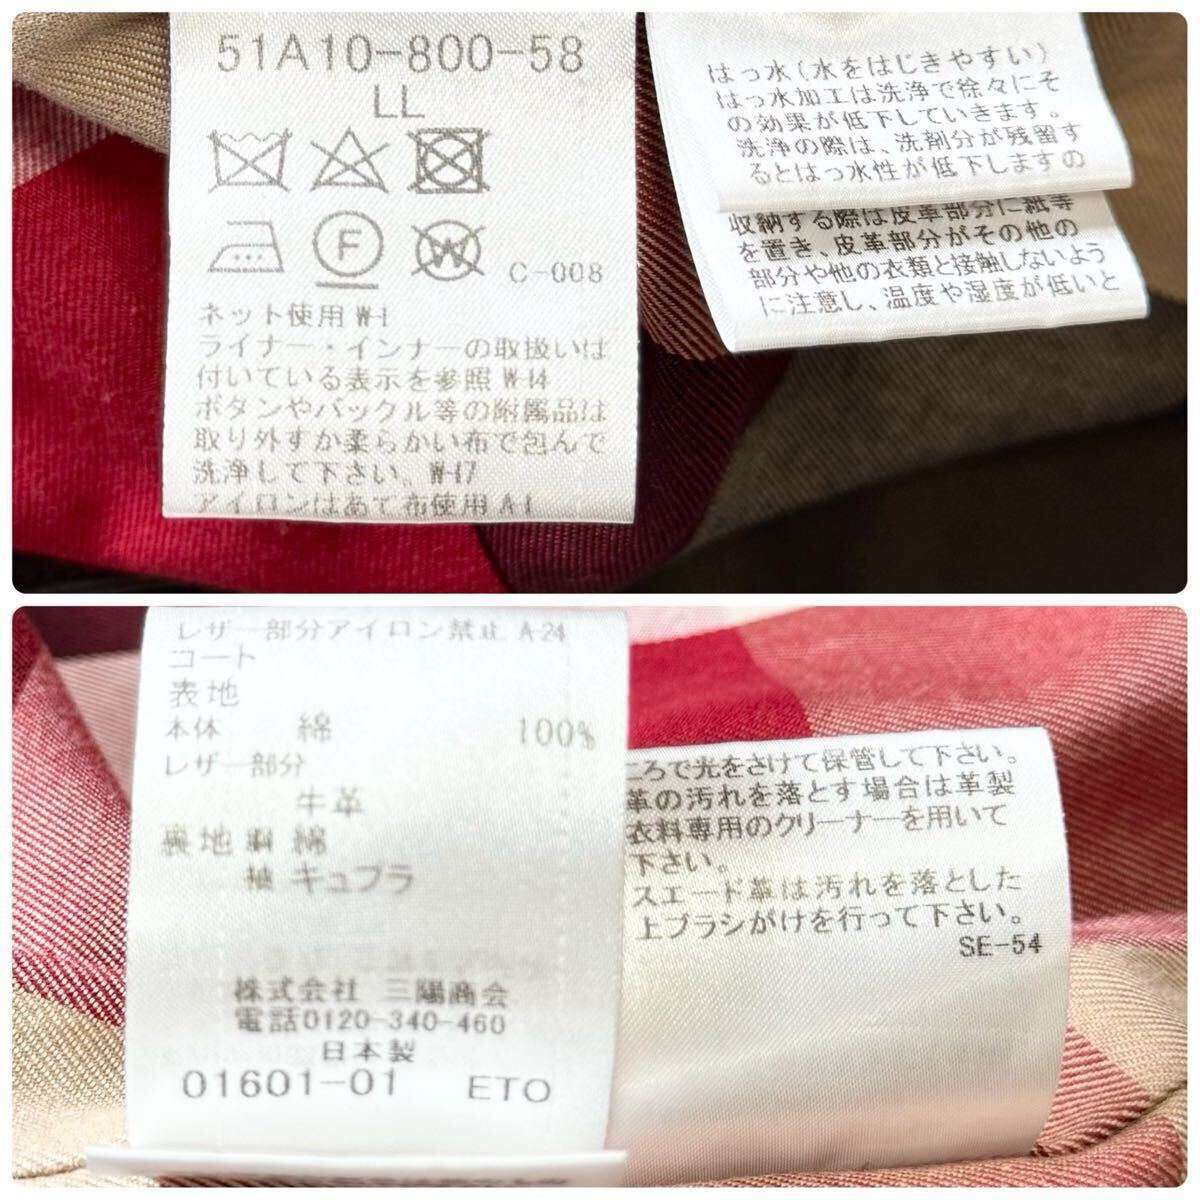 51A10-800-58
LL
F
W
C-008
ネット使用 W-1
ライナー・インナーの取扱いは
付いている表示を参照 W-14
ボタンやバックル等の附属品は
取り外すか柔らかい布で包んで
洗浄して下さい。W-17
アイロンはあて布使用 A-1
はっ水(水をはじきやすい)
はっ水加工は洗浄で徐々にそ
の効果が低下していきます。
洗浄の際は、洗剤分が残留す
るとはっ水性が低下しますの
収納する際は皮革部分に紙等
を置き、皮革部分がその他の
部分や他の衣類と接触しないよう
に注意し、温度や湿度が低いと
レザー部分アイロン禁止 A-24
コート
表地
本体 綿 100%
レザー部分
牛革
裏地 胴 綿
袖 キュプラ
株式会社 三陽商会
電話0120-340-460
日本製
01601-01 ETO
ころで光をさけて保管して下さい。
革の汚れを落とす場合は革製
衣料専用のクリーナーを用いて
下さい。
スエード革は汚れを落とした
上ブラシがけを行って下さい。
SE-54